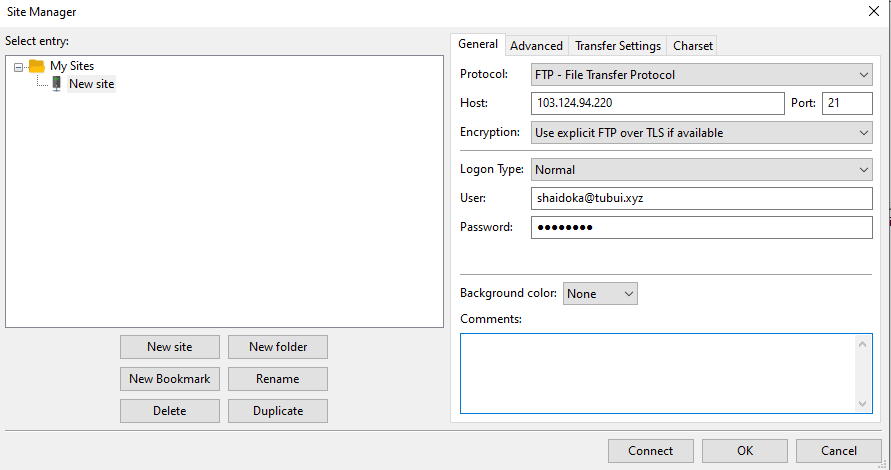 Site Manager
Select entry:
My Sites
New site
New site
New folder
New Bookmark
Rename
Delete
Duplicate
General
Advanced
Transfer Settings
Charset
Protocol:
FTP - File Transfer Protocol
Host:
103.124.94.220
Port:
21
Encryption:
Use explicit FTP over TLS if available
Logon Type:
Normal
User:
shaidoka@tubui.xyz
Password:
●●●●●●●●
Background color:
None
Comments:
Connect
OK
Cancel